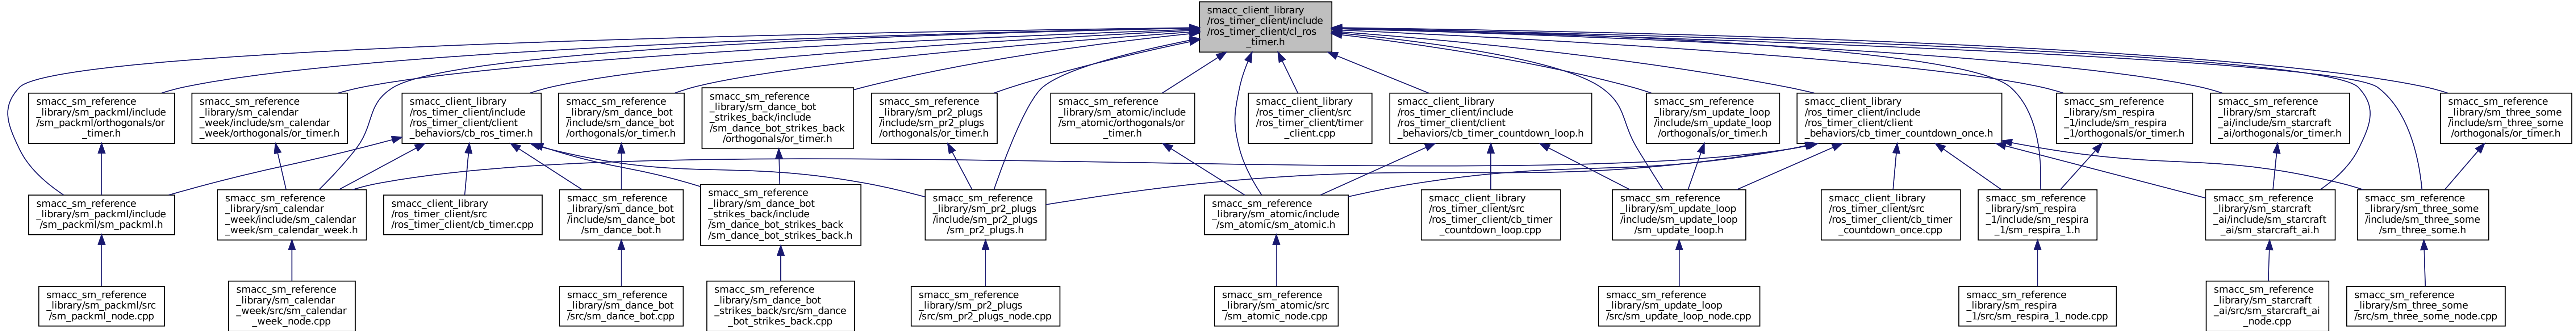 smacc_client_library
/ros_timer_client/include
/ros_timer_client/cl_ros
_timer.h
smacc_sm_reference
_library/sm_packml/include
/sm_packml/orthogonals/or
_timer.h
smacc_sm_reference
_library/sm_calendar
_week/include/sm_calendar
_week/orthogonals/or_timer.h
smacc_client_library
/ros_timer_client/include
/ros_timer_client/client
_behaviors/cb_ros_timer.h
smacc_sm_reference
_library/sm_dance_bot
/include/sm_dance_bot
/orthogonals/or_timer.h
smacc_sm_reference
_library/sm_dance_bot
_strikes_back/include
/sm_dance_bot_strikes_back
/orthogonals/or_timer.h
smacc_sm_reference
_library/sm_pr2_plugs
/include/sm_pr2_plugs
/orthogonals/or_timer.h
smacc_sm_reference
_library/sm_atomic/include
/sm_atomic/orthogonals/or
_timer.h
smacc_client_library
/ros_timer_client/src
/ros_timer_client/timer
_client.cpp
smacc_client_library
/ros_timer_client/include
/ros_timer_client/client
_behaviors/cb_timer_countdown_loop.h
smacc_sm_reference
_library/sm_update_loop
/include/sm_update_loop
/orthogonals/or_timer.h
smacc_client_library
/ros_timer_client/include
/ros_timer_client/client
_behaviors/cb_timer_countdown_once.h
smacc_sm_reference
_library/sm_respira
_1/include/sm_respira
_1/orthogonals/or_timer.h
smacc_sm_reference
_library/sm_starcraft
_ai/include/sm_starcraft
_ai/orthogonals/or_timer.h
smacc_sm_reference
_library/sm_three_some
/include/sm_three_some
/orthogonals/or_timer.h
smacc_sm_reference
_library/sm_packml/include
/sm_packml/sm_packml.h
smacc_sm_reference
_library/sm_calendar
_week/include/sm_calendar
_week/sm_calendar_week.h
smacc_client_library
/ros_timer_client/src
/ros_timer_client/cb_timer.cpp
smacc_sm_reference
_library/sm_dance_bot
/include/sm_dance_bot
/sm_dance_bot.h
smacc_sm_reference
_library/sm_dance_bot
_strikes_back/include
/sm_dance_bot_strikes_back
/sm_dance_bot_strikes_back.h
smacc_sm_reference
_library/sm_pr2_plugs
/include/sm_pr2_plugs
/sm_pr2_plugs.h
smacc_sm_reference
_library/sm_atomic/include
/sm_atomic/sm_atomic.h
smacc_client_library
/ros_timer_client/src
/ros_timer_client/cb_timer
_countdown_loop.cpp
smacc_sm_reference
_library/sm_update_loop
/include/sm_update_loop
/sm_update_loop.h
smacc_client_library
/ros_timer_client/src
/ros_timer_client/cb_timer
_countdown_once.cpp
smacc_sm_reference
_library/sm_respira
_1/include/sm_respira
_1/sm_respira_1.h
smacc_sm_reference
_library/sm_starcraft
_ai/include/sm_starcraft
_ai/sm_starcraft_ai.h
smacc_sm_reference
_library/sm_three_some
/include/sm_three_some
/sm_three_some.h
smacc_sm_reference
_library/sm_packml/src
/sm_packml_node.cpp
smacc_sm_reference
_library/sm_calendar
_week/src/sm_calendar
_week_node.cpp
smacc_sm_reference
_library/sm_dance_bot
/src/sm_dance_bot.cpp
smacc_sm_reference
_library/sm_dance_bot
_strikes_back/src/sm_dance
_bot_strikes_back.cpp
smacc_sm_reference
_library/sm_pr2_plugs
/src/sm_pr2_plugs_node.cpp
smacc_sm_reference
_library/sm_atomic/src
/sm_atomic_node.cpp
smacc_sm_reference
_library/sm_update_loop
/src/sm_update_loop_node.cpp
smacc_sm_reference
_library/sm_respira
_1/src/sm_respira_1_node.cpp
smacc_sm_reference
_library/sm_starcraft
_ai/src/sm_starcraft_ai
_node.cpp
smacc_sm_reference
_library/sm_three_some
/src/sm_three_some_node.cpp